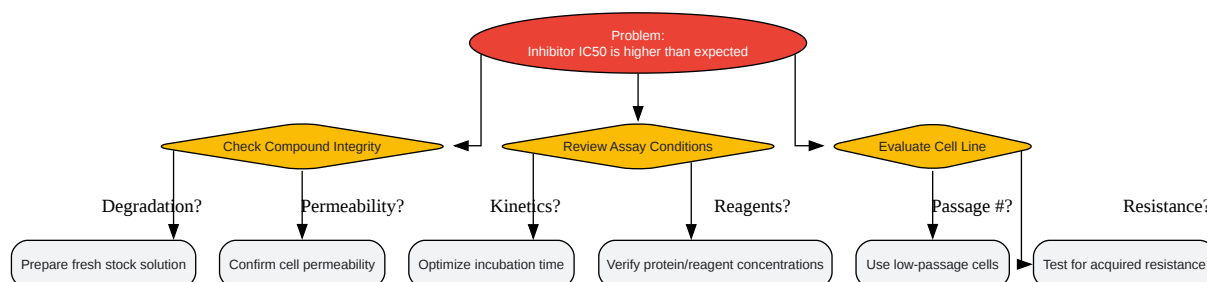 Problem:
Inhibitor IC50 is higher than expected
Check Compound Integrity
Review Assay Conditions
Evaluate Cell Line
Degradation?
Permeability?
Kinetics?
Reagents?
Passage #?
Resistance?
Prepare fresh stock solution
Confirm cell permeability
Optimize incubation time
Verify protein/reagent concentrations
Use low-passage cells
Test for acquired resistance